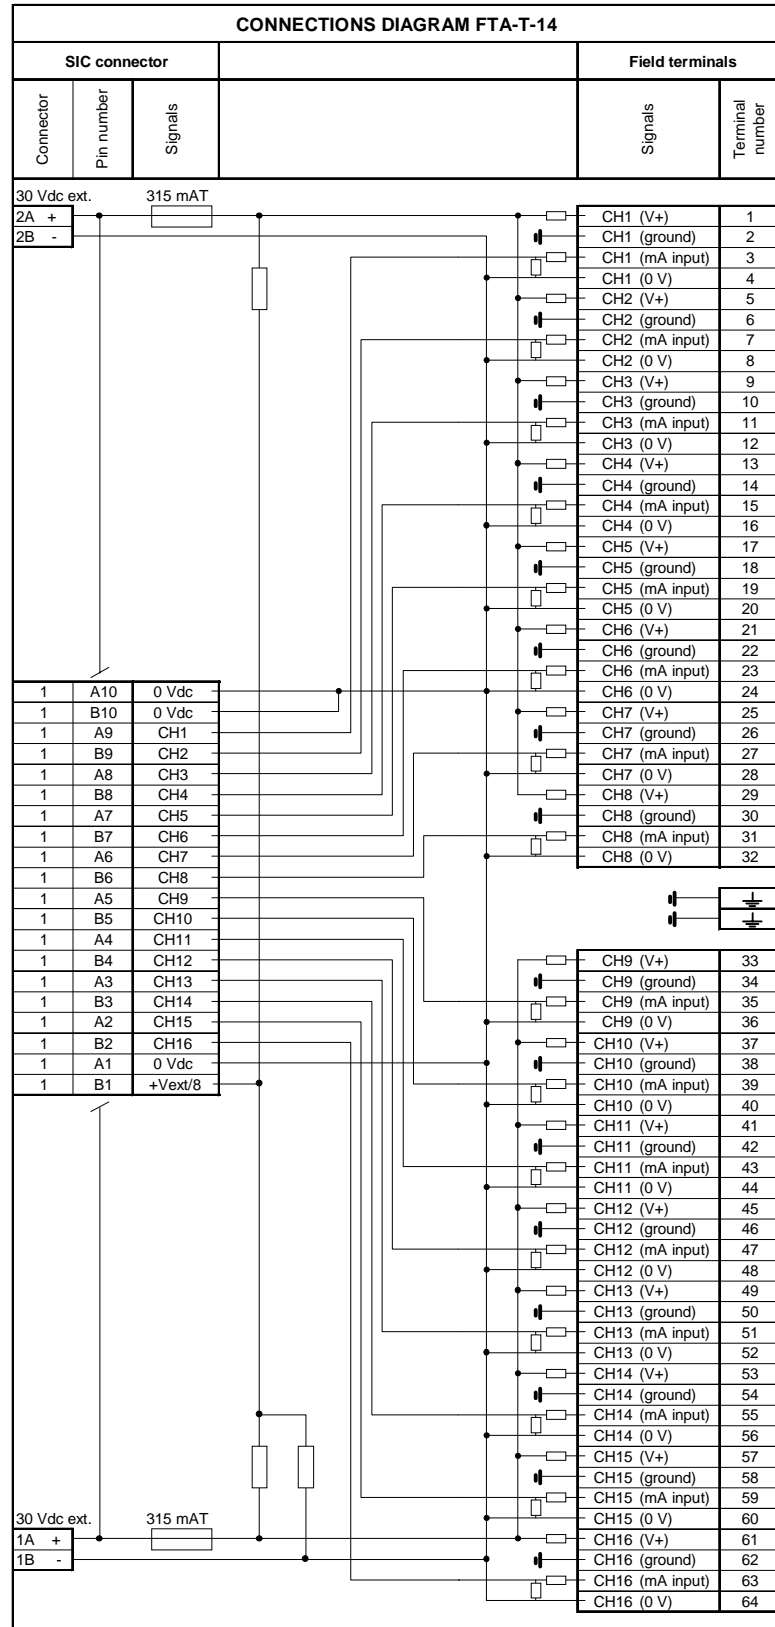 CONNECTIONS DIAGRAM FTA-T-14
SIC connector Field terminals
Connector Pin number Signals Signals Terminal number
30 Vdc ext. 315 mAT
2A +
2B -
CH1 (V+) 1
CH1 (ground) 2
CH1 (mA input) 3
CH1 (0 V) 4
CH2 (V+) 5
CH2 (ground) 6
CH2 (mA input) 7
CH2 (0 V) 8
CH3 (V+) 9
CH3 (ground) 10
CH3 (mA input) 11
CH3 (0 V) 12
CH4 (V+) 13
CH4 (ground) 14
CH4 (mA input) 15
CH4 (0 V) 16
CH5 (V+) 17
CH5 (ground) 18
CH5 (mA input) 19
CH5 (0 V) 20
CH6 (V+) 21
CH6 (ground) 22
CH6 (mA input) 23
CH6 (0 V) 24
CH7 (V+) 25
CH7 (ground) 26
CH7 (mA input) 27
CH7 (0 V) 28
CH8 (V+) 29
CH8 (ground) 30
CH8 (mA input) 31
CH8 (0 V) 32
1 A10 0 Vdc
1 B10 0 Vdc
1 A9 CH1
1 B9 CH2
1 A8 CH3
1 B8 CH4
1 A7 CH5
1 B7 CH6
1 A6 CH7
1 B6 CH8
1 A5 CH9
1 B5 CH10
1 A4 CH11
1 B4 CH12
1 A3 CH13
1 B3 CH14
1 A2 CH15
1 B2 CH16
1 A1 0 Vdc
1 B1 +Vext/8
CH9 (V+) 33
CH9 (ground) 34
CH9 (mA input) 35
CH9 (0 V) 36
CH10 (V+) 37
CH10 (ground) 38
CH10 (mA input) 39
CH10 (0 V) 40
CH11 (V+) 41
CH11 (ground) 42
CH11 (mA input) 43
CH11 (0 V) 44
CH12 (V+) 45
CH12 (ground) 46
CH12 (mA input) 47
CH12 (0 V) 48
CH13 (V+) 49
CH13 (ground) 50
CH13 (mA input) 51
CH13 (0 V) 52
CH14 (V+) 53
CH14 (ground) 54
CH14 (mA input) 55
CH14 (0 V) 56
CH15 (V+) 57
CH15 (ground) 58
CH15 (mA input) 59
CH15 (0 V) 60
CH16 (V+) 61
CH16 (ground) 62
CH16 (mA input) 63
CH16 (0 V) 64
30 Vdc ext. 315 mAT
1A +
1B -